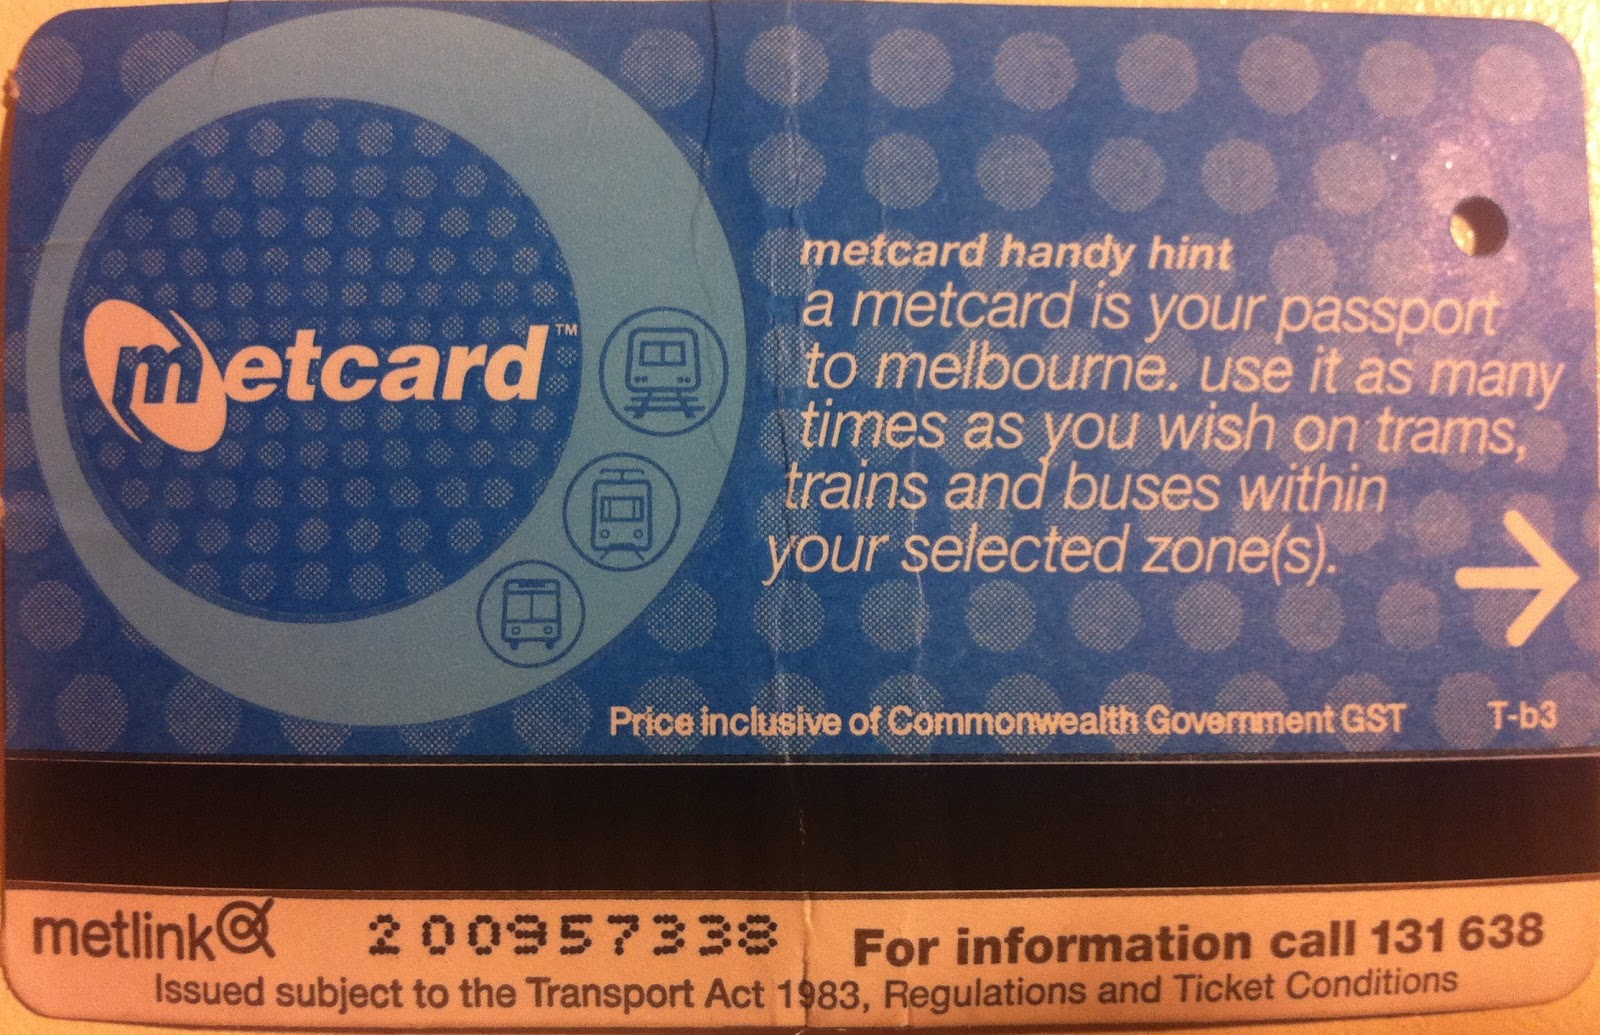 metcard™
metcard handy hint
a metcard is your passport
to melbourne. use it as many
times as you wish on trams,
trains and buses within
your selected zone(s).
Price inclusive of Commonwealth Government GST
T-b3
metlink
200957338
For information call 131 638
Issued subject to the Transport Act 1983, Regulations and Ticket Conditions